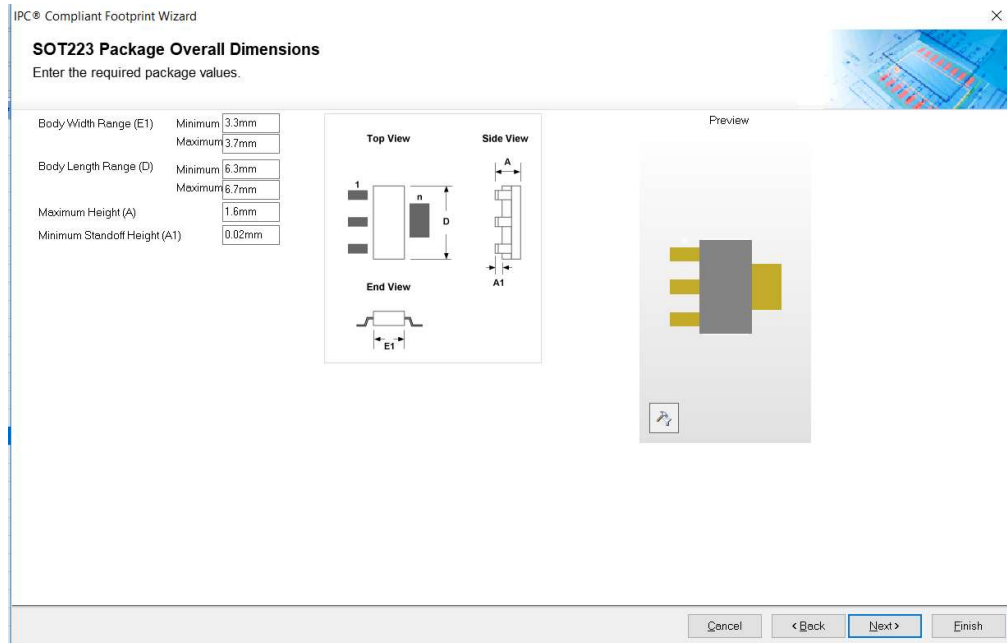 IPC® Compliant Footprint Wizard
SOT223 Package Overall Dimensions
Enter the required package values.
Body Width Range (E1) Minimum 3.3mm
Maximum 3.7mm
Body Length Range (D) Minimum 6.3mm
Maximum 6.7mm
Maximum Height (A) 1.6mm
Minimum Standoff Height (A1) 0.02mm
Top View Side View
A
1
n
D
A1
End View
E1
Preview
Cancel < Back Next > Finish